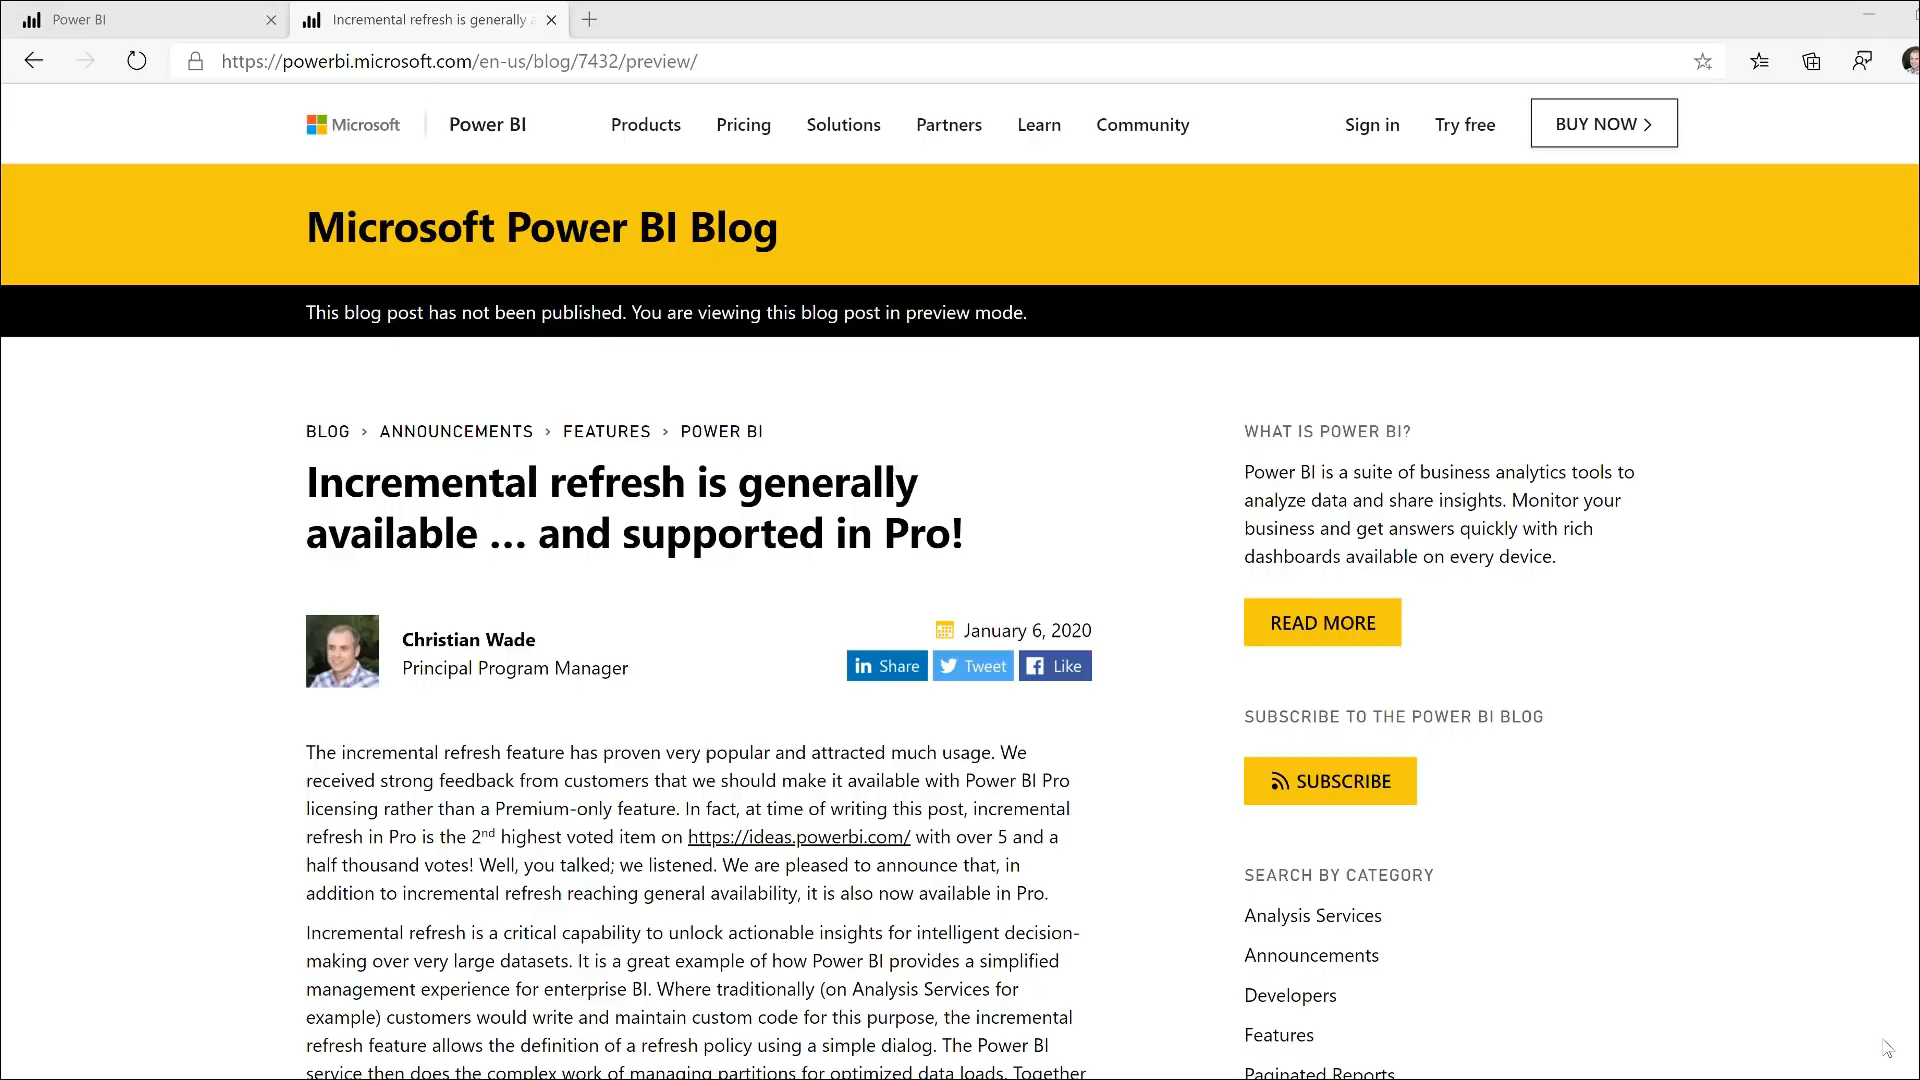 Power BI
Incremental refresh is generally a
https://powerbi.microsoft.com/en-us/blog/7432/preview/
Microsoft
Power BI
Products
Pricing
Solutions
Partners
Learn
Community
Sign in
Try free
BUY NOW
Microsoft Power BI Blog
This blog post has not been published. You are viewing this blog post in preview mode.
BLOG › ANNOUNCEMENTS › FEATURES › POWER BI
Incremental refresh is generally
available … and supported in Pro!
Christian Wade
Principal Program Manager
January 6, 2020
in Share
Tweet
Like
The incremental refresh feature has proven very popular and attracted much usage. We
received strong feedback from customers that we should make it available with Power BI Pro
licensing rather than a Premium-only feature. In fact, at time of writing this post, incremental
refresh in Pro is the 2nd highest voted item on https://ideas.powerbi.com/ with over 5 and a
half thousand votes! Well, you talked; we listened. We are pleased to announce that, in
addition to incremental refresh reaching general availability, it is also now available in Pro.
Incremental refresh is a critical capability to unlock actionable insights for intelligent decision-
making over very large datasets. It is a great example of how Power BI provides a simplified
management experience for enterprise BI. Where traditionally (on Analysis Services for
example) customers would write and maintain custom code for this purpose, the incremental
refresh feature allows the definition of a refresh policy using a simple dialog. The Power BI
service then does the complex work of managing partitions for optimized data loads. Together
WHAT IS POWER BI?
Power BI is a suite of business analytics tools to
analyze data and share insights. Monitor your
business and get answers quickly with rich
dashboards available on every device.
READ MORE
SUBSCRIBE TO THE POWER BI BLOG
SUBSCRIBE
SEARCH BY CATEGORY
Analysis Services
Announcements
Developers
Features
Paginated Reports